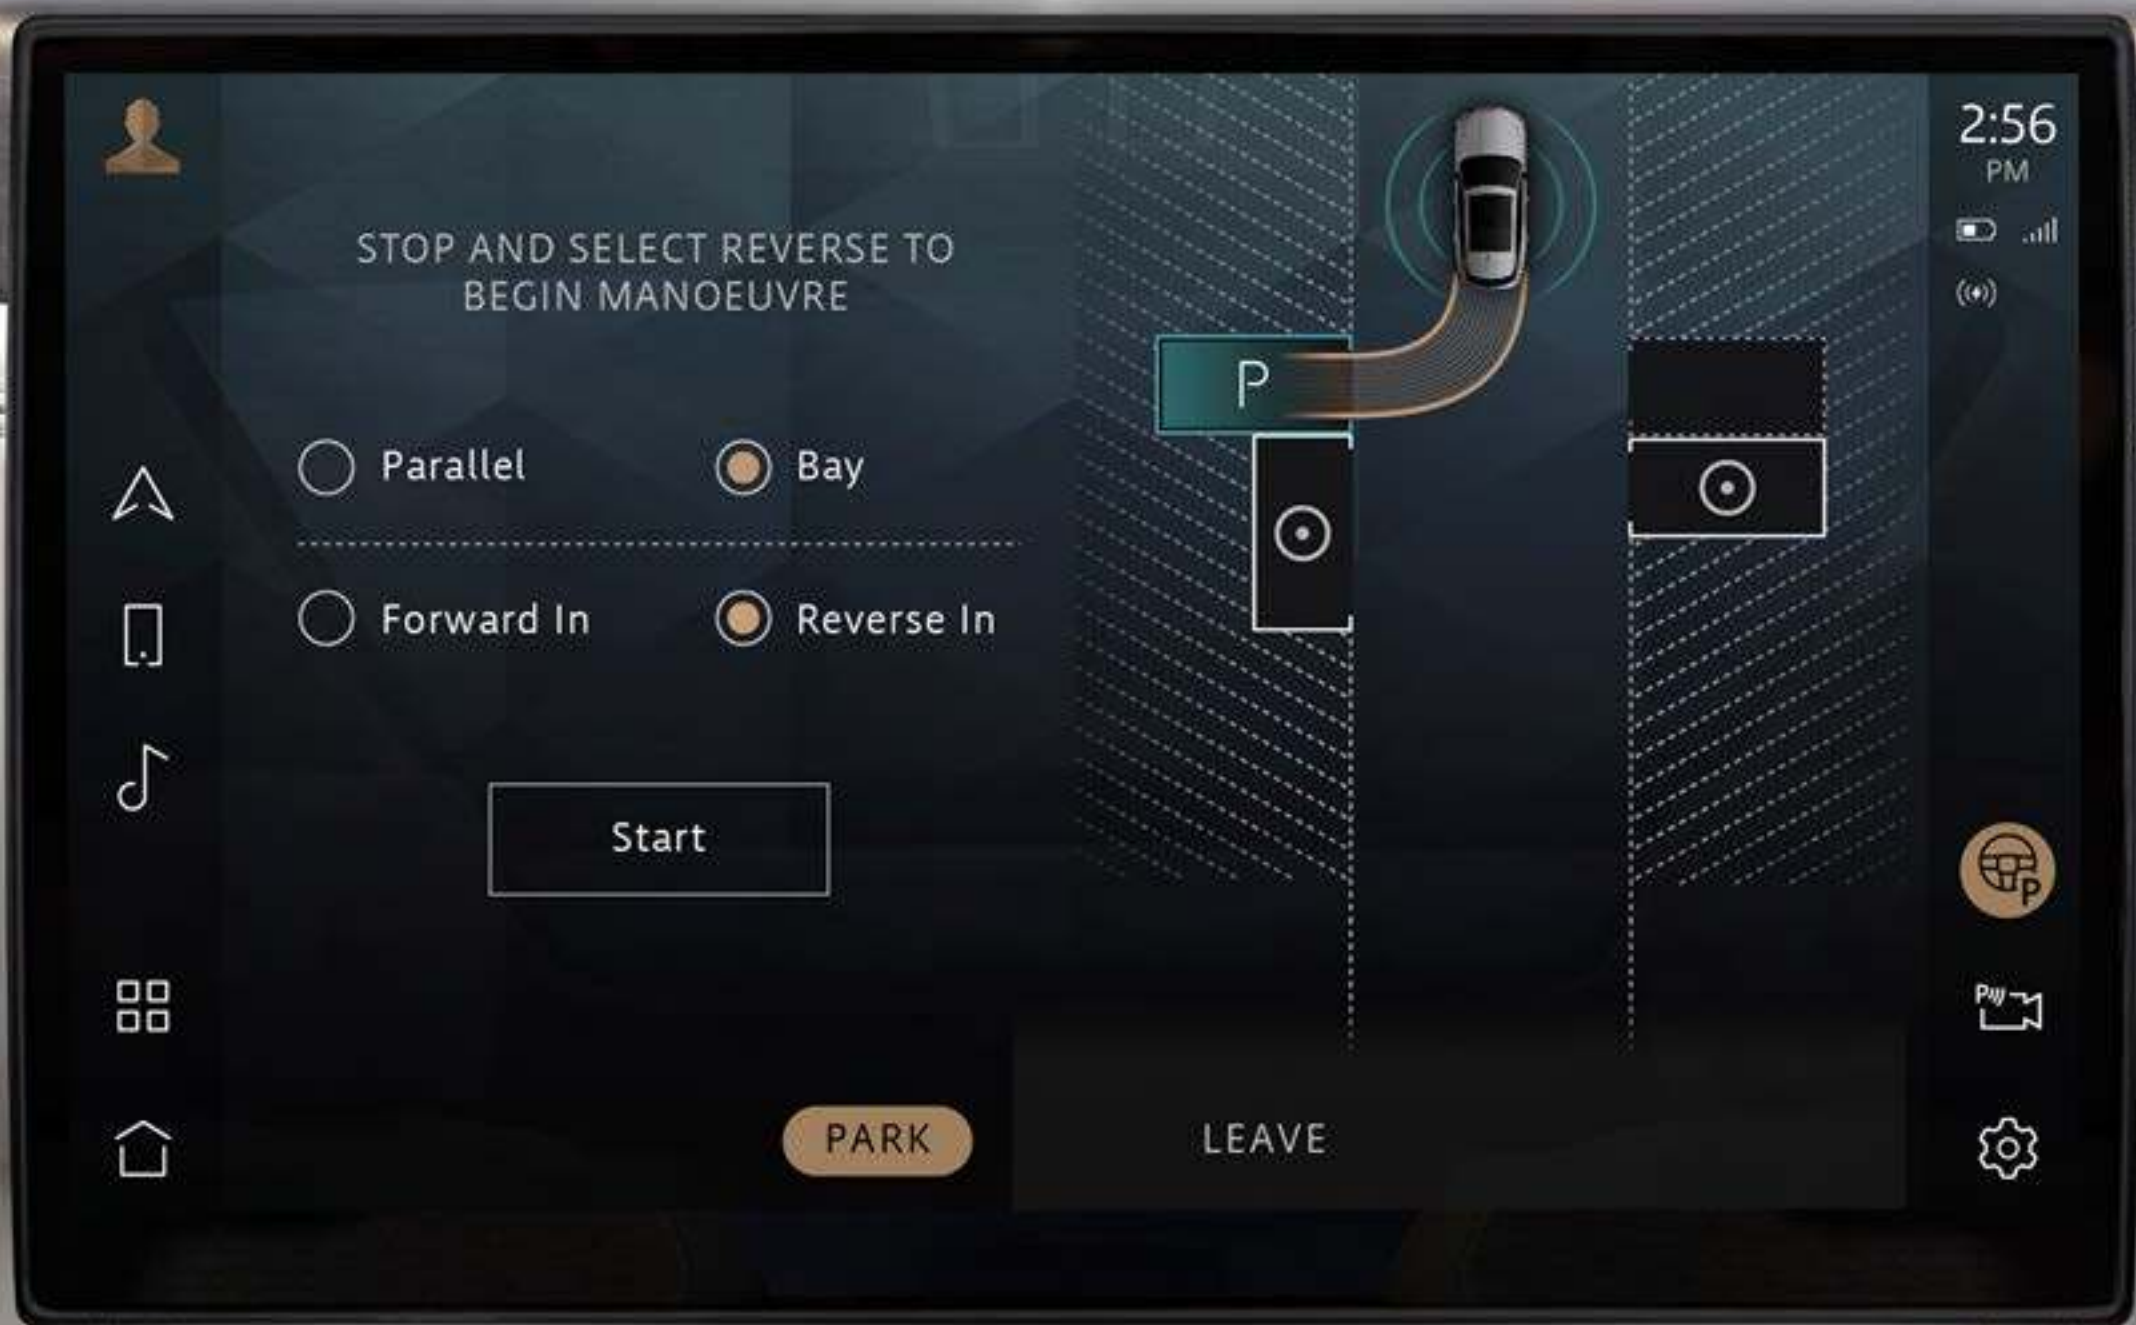 2:56
PM
STOP AND SELECT REVERSE TO
BEGIN MANOEUVRE
P
Parallel
Bay
Forward In
Reverse In
Start
P
P
PARK
LEAVE